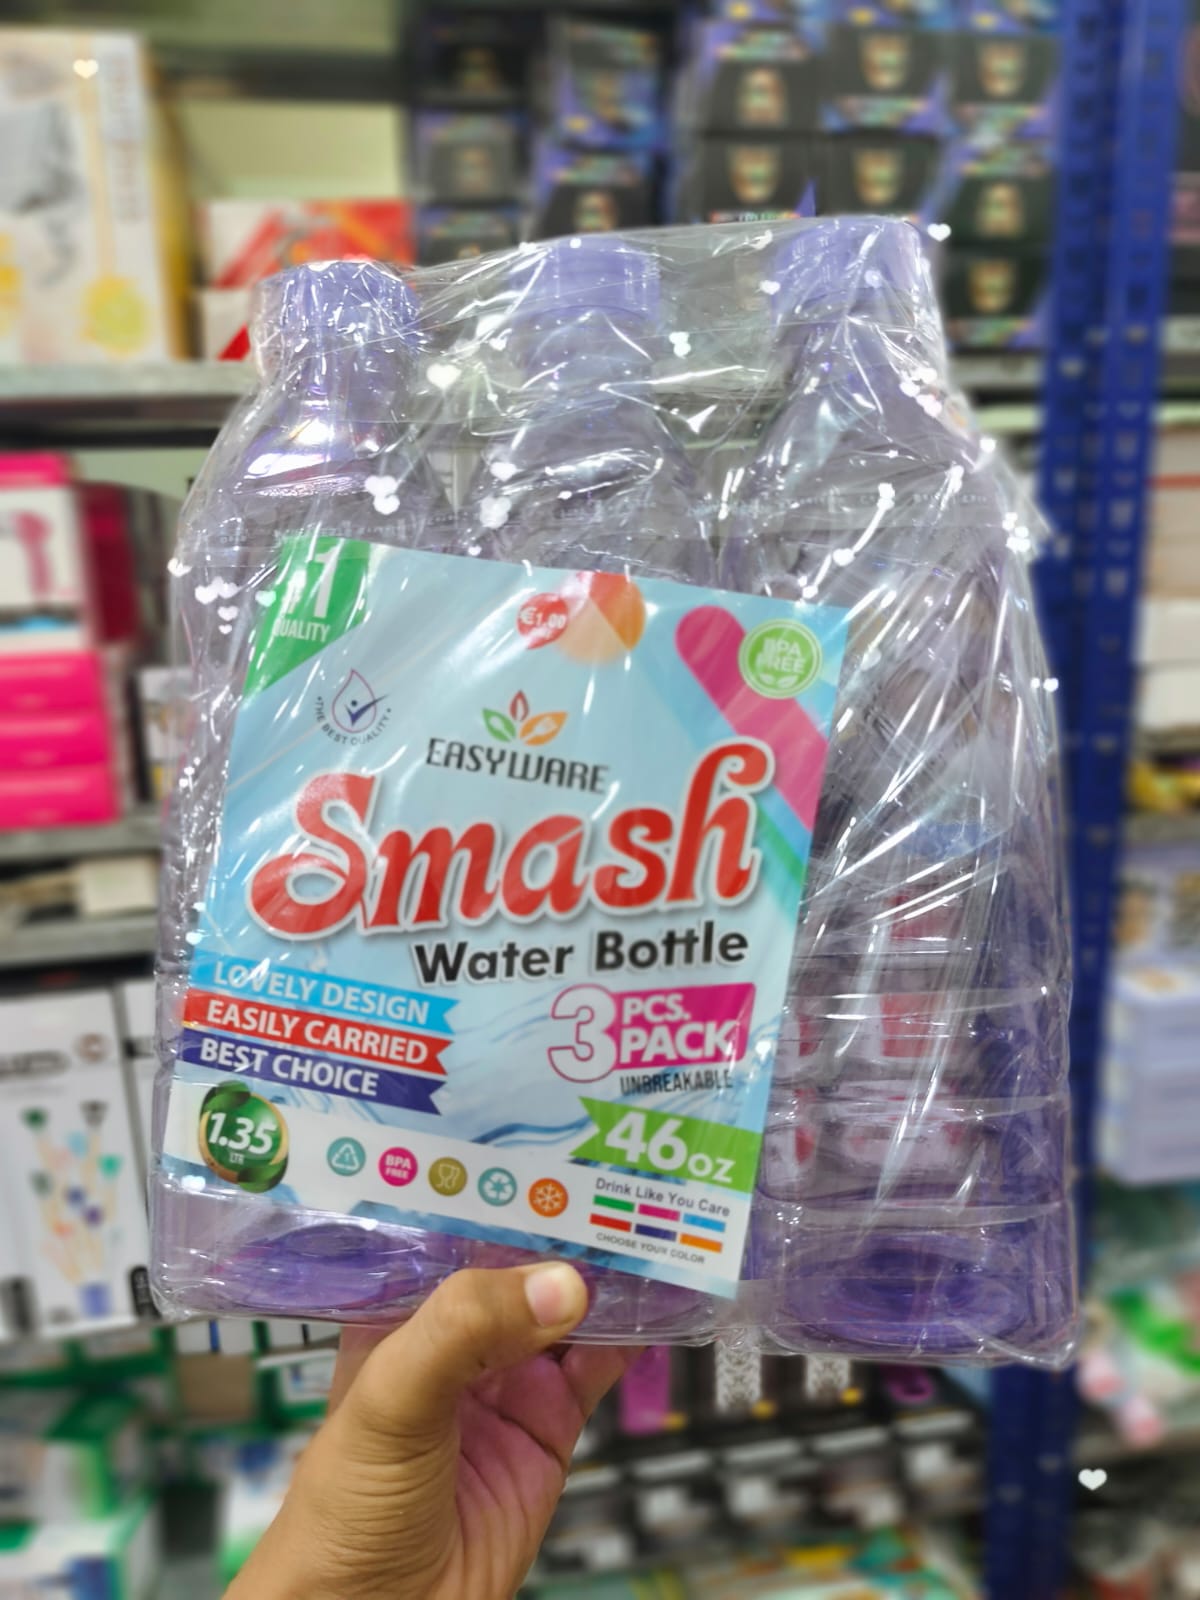 #1
QUALITY
€1.00
BPA
FREE
THE BEST QUALITY
EASYWARE
Smash
Water Bottle
LOVELY DESIGN
EASILY CARRIED
BEST CHOICE
3 PCS.
PACK
UNBREAKABLE
1.35
LTR
BPA
FREE
46oz
Drink Like You Care
CHOOSE YOUR COLOR